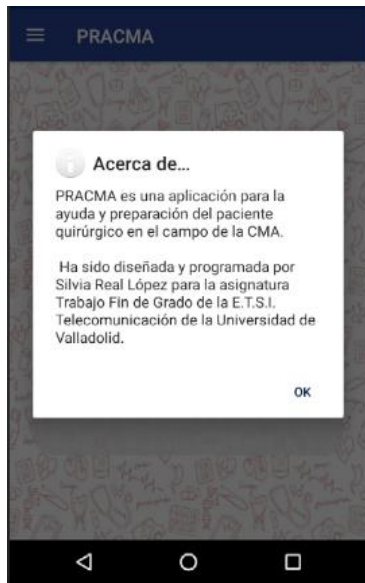 PRACMA
Acerca de...
PRACMA es una aplicación para la
ayuda y preparación del paciente
quirúrgico en el campo de la CMA.
Ha sido diseñada y programada por
Silvia Real López para la asignatura
Trabajo Fin de Grado de la E.T.S.I.
Telecomunicación de la Universidad de
Valladolid.
OK